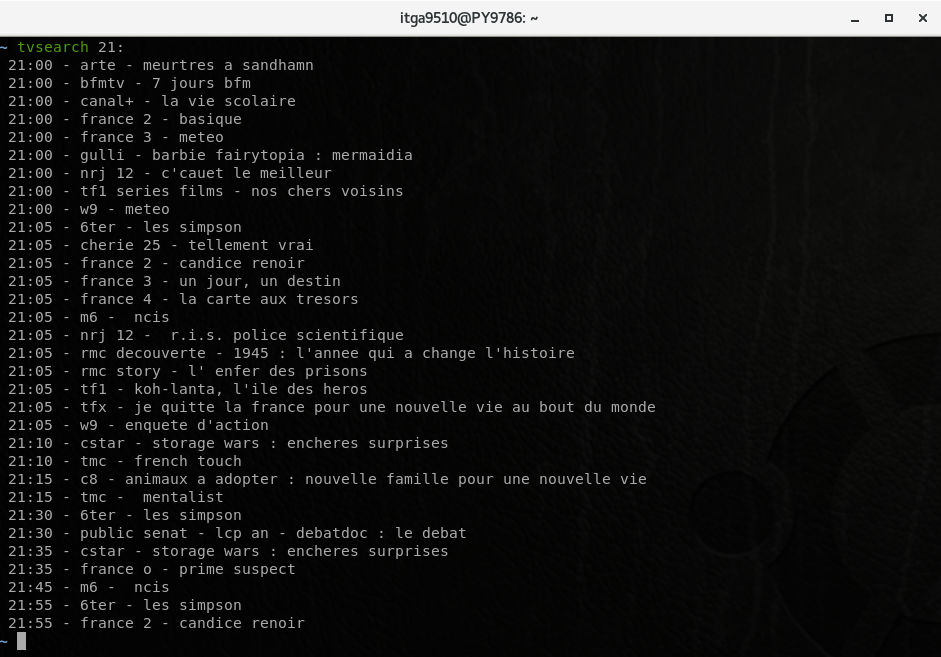 itga9510@PY9786: ~
~ tvsearch 21:
21:00 - arte - meurtres a sandhamn
21:00 - bfmtv - 7 jours bfm
21:00 - canal+ - la vie scolaire
21:00 - france 2 - basique
21:00 - france 3 - meteo
21:00 - gulli - barbie fairytopia : mermaidia
21:00 - nrj 12 - c'cauet le meilleur
21:00 - tf1 series films - nos chers voisins
21:00 - w9 - meteo
21:05 - 6ter - les simpson
21:05 - cherie 25 - tellement vrai
21:05 - france 2 - candice renoir
21:05 - france 3 - un jour, un destin
21:05 - france 4 - la carte aux tresors
21:05 - m6 -  ncis
21:05 - nrj 12 -  r.i.s. police scientifique
21:05 - rmc decouverte - 1945 : l'annee qui a change l'histoire
21:05 - rmc story - l' enfer des prisons
21:05 - tf1 - koh-lanta, l'ile des heros
21:05 - tfx - je quitte la france pour une nouvelle vie au bout du monde
21:05 - w9 - enquete d'action
21:10 - cstar - storage wars : encheres surprises
21:10 - tmc - french touch
21:15 - c8 - animaux a adopter : nouvelle famille pour une nouvelle vie
21:15 - tmc -  mentalist
21:30 - 6ter - les simpson
21:30 - public senat - lcp an - debatdoc : le debat
21:35 - cstar - storage wars : encheres surprises
21:35 - france o - prime suspect
21:45 - m6 -  ncis
21:55 - 6ter - les simpson
21:55 - france 2 - candice renoir
~